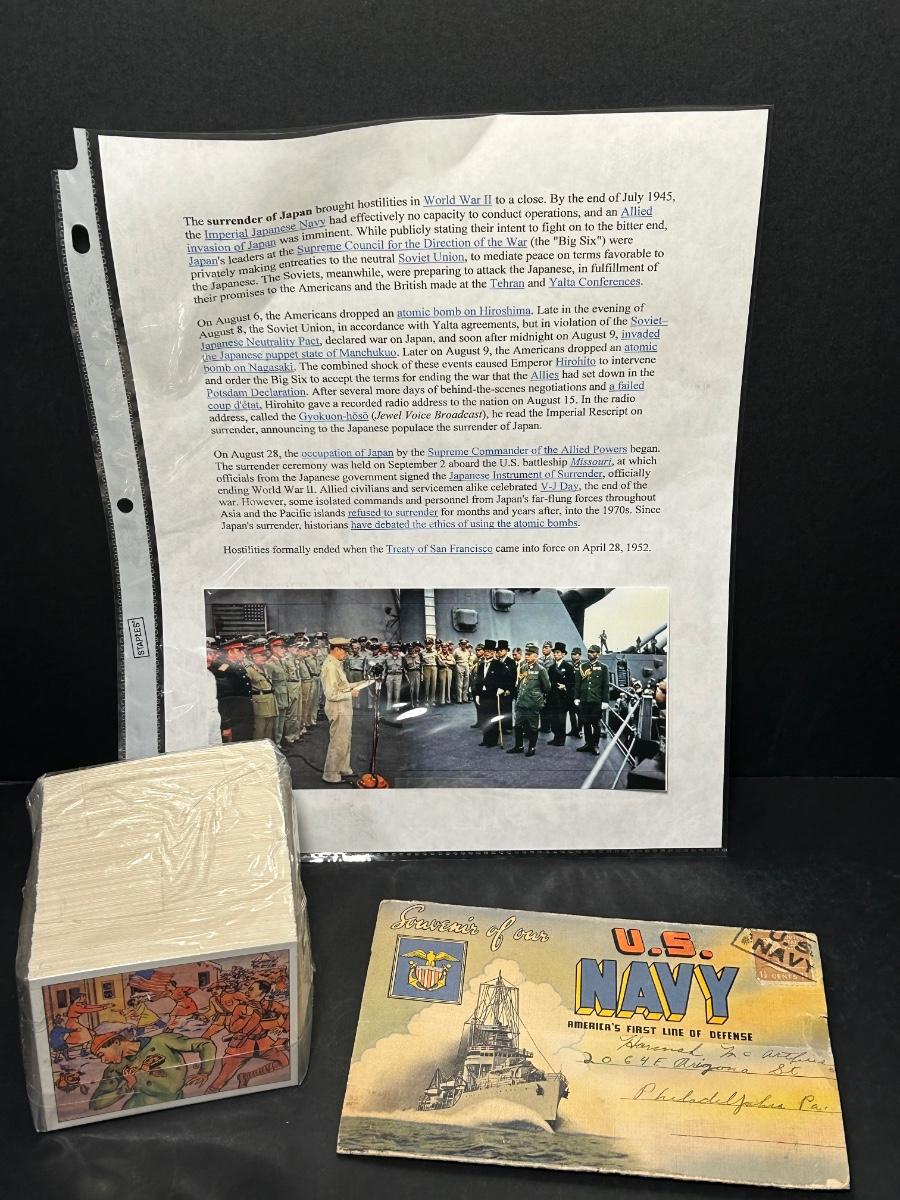 The surrender of Japan brought hostilities in World War II to a close. By the end of July 1945,
the Imperial Japanese Navy had effectively no capacity to conduct operations, and an Allied
invasion of Japan was imminent. While publicly stating their intent to fight on to the bitter end,
Japan's leaders at the Supreme Council for the Direction of the War (the "Big Six") were
privately making entreaties to the neutral Soviet Union, to mediate peace on terms favorable to
the Japanese. The Soviets, meanwhile, were preparing to attack the Japanese, in fulfillment of
their promises to the Americans and the British made at the Tehran and Yalta Conferences.
On August 6, the Americans dropped an atomic bomb on Hiroshima. Late in the evening of
August 8, the Soviet Union, in accordance with Yalta agreements, but in violation of the Soviet–
Japanese Neutrality Pact, declared war on Japan, and soon after midnight on August 9, invaded
the Japanese puppet state of Manchukuo. Later on August 9, the Americans dropped an atomic
bomb on Nagasaki. The combined shock of these events caused Emperor Hirohito to intervene
and order the Big Six to accept the terms for ending the war that the Allies had set down in the
Potsdam Declaration. After several more days of behind-the-scenes negotiations and a failed
coup d'état, Hirohito gave a recorded radio address to the nation on August 15. In the radio
address, called the Gyokuon-hōsō (Jewel Voice Broadcast), he read the Imperial Rescript on
surrender, announcing to the Japanese populace the surrender of Japan.
On August 28, the occupation of Japan by the Supreme Commander of the Allied Powers began.
The surrender ceremony was held on September 2 aboard the U.S. battleship Missouri, at which
officials from the Japanese government signed the Japanese Instrument of Surrender, officially
ending World War II. Allied civilians and servicemen alike celebrated V-J Day, the end of the
war. However, some isolated commands and personnel from Japan's far-flung forces throughout
Asia and the Pacific islands refused to surrender for months and years after, into the 1970s. Since
Japan's surrender, historians have debated the ethics of using the atomic bombs.
Hostilities formally ended when the Treaty of San Francisco came into force on April 28, 1952.
STAPLES
Souvenir of our
U.S.
NAVY
AMERICA'S FIRST LINE OF DEFENSE
U.S.
NAVY
1½ CENTS
Hannah Mc Arthur
2064 E Arizona St
Philadelphia Pa.